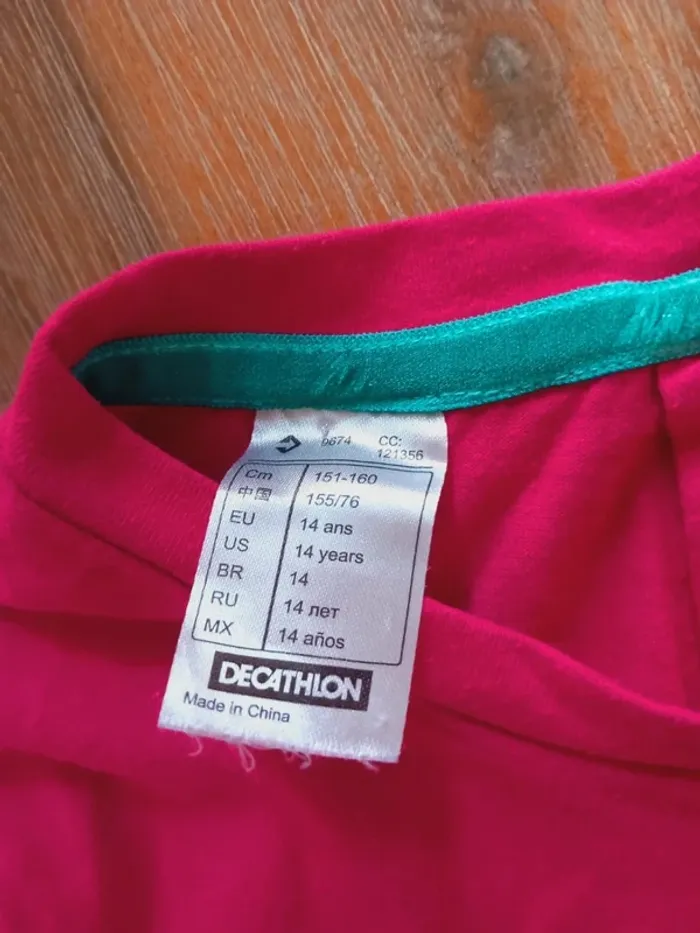 9674 CC:
121356
Cm 151-160
中国 155/76
EU 14 ans
US 14 years
BR 14
RU 14 лет
MX 14 años
DECATHLON
Made in China